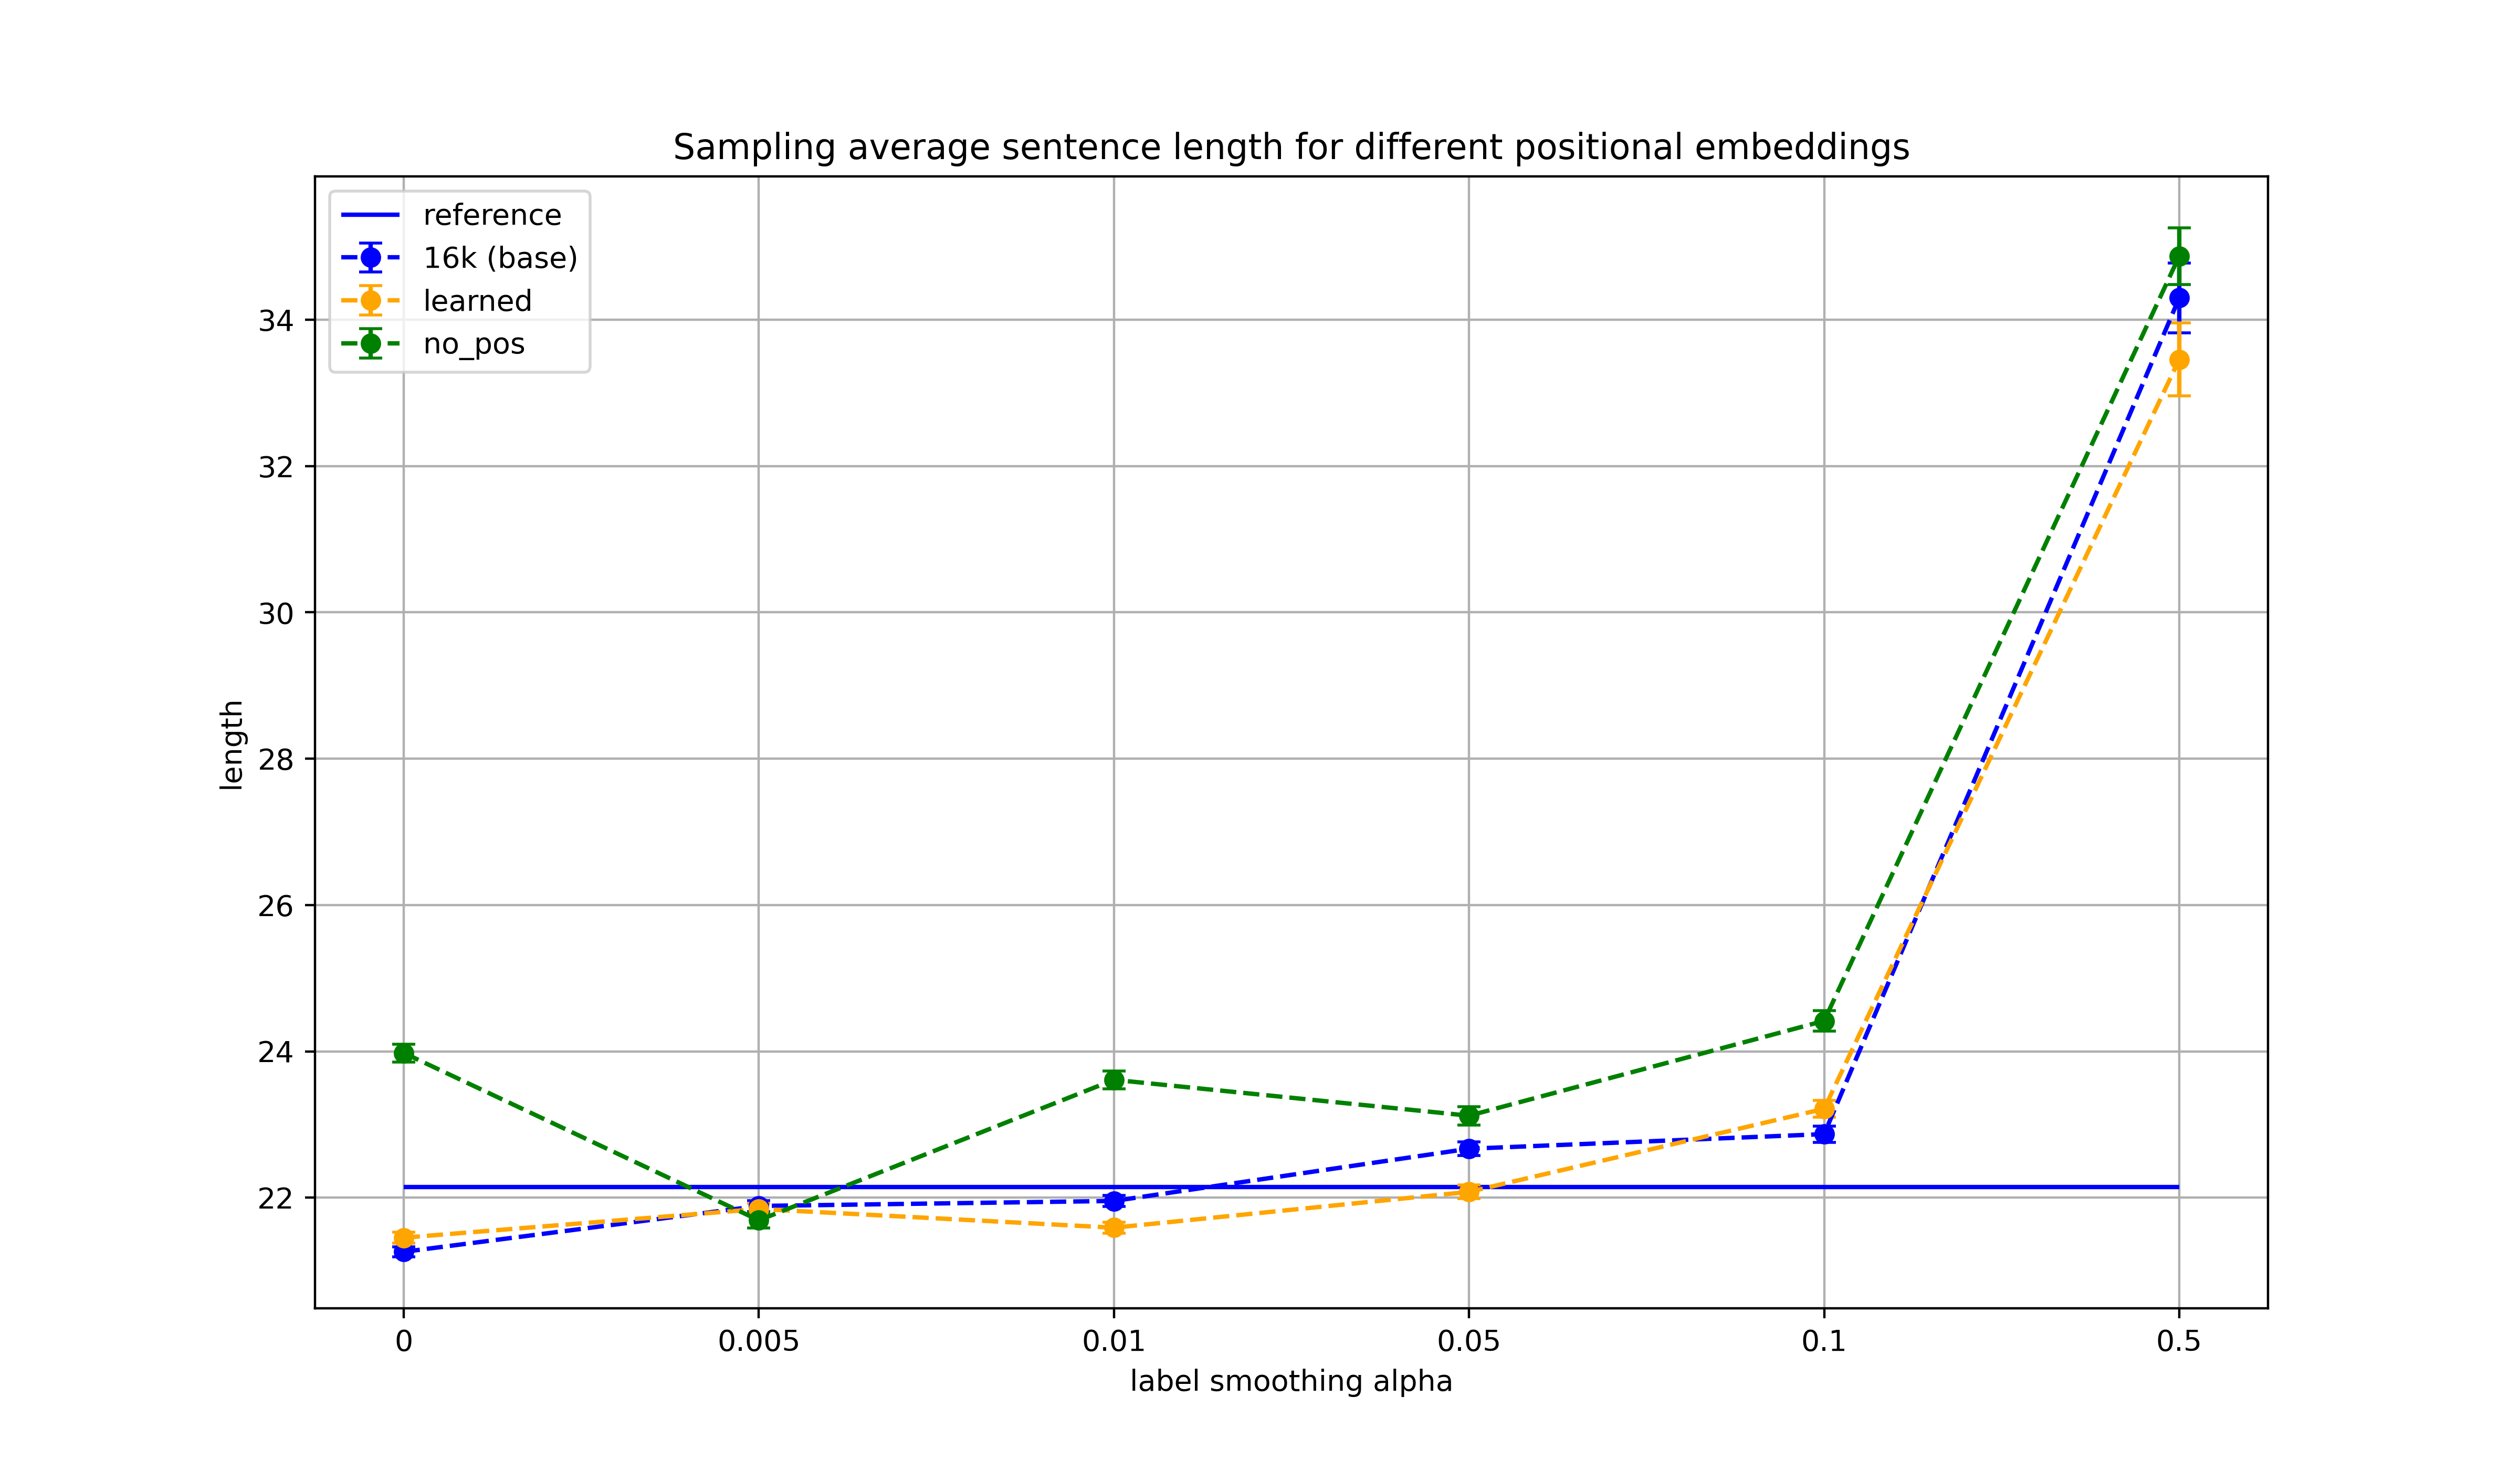 Sampling average sentence length for different positional embeddings
reference
16k (base)
learned
no_pos
34
32
30
28
26
24
22
length
0
0.005
0.01
0.05
0.1
0.5
label smoothing alpha